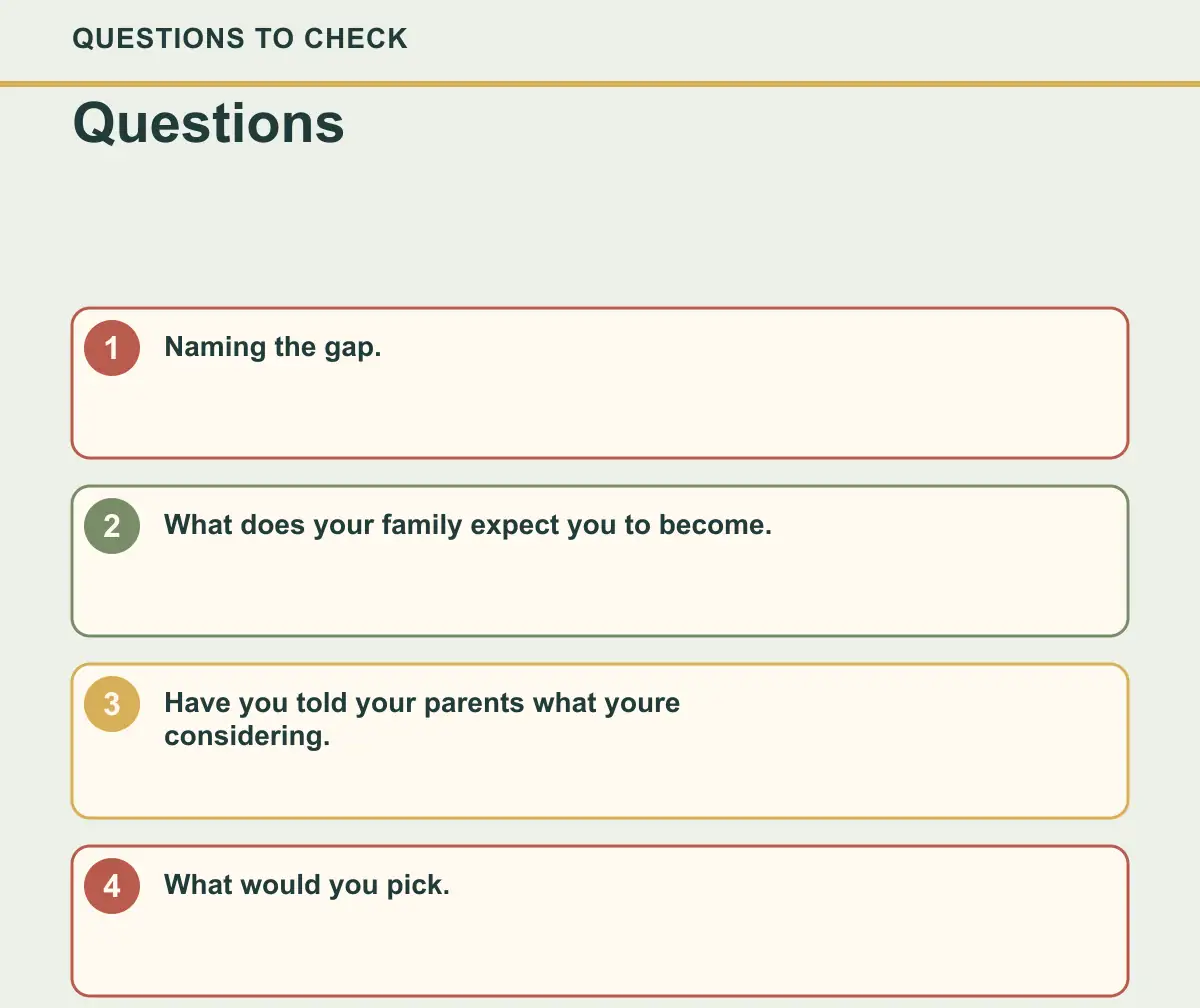 QUESTIONS TO CHECK
Questions
1 Naming the gap.
2 What does your family expect you to become.
3 Have you told your parents what youre
considering.
4 What would you pick.